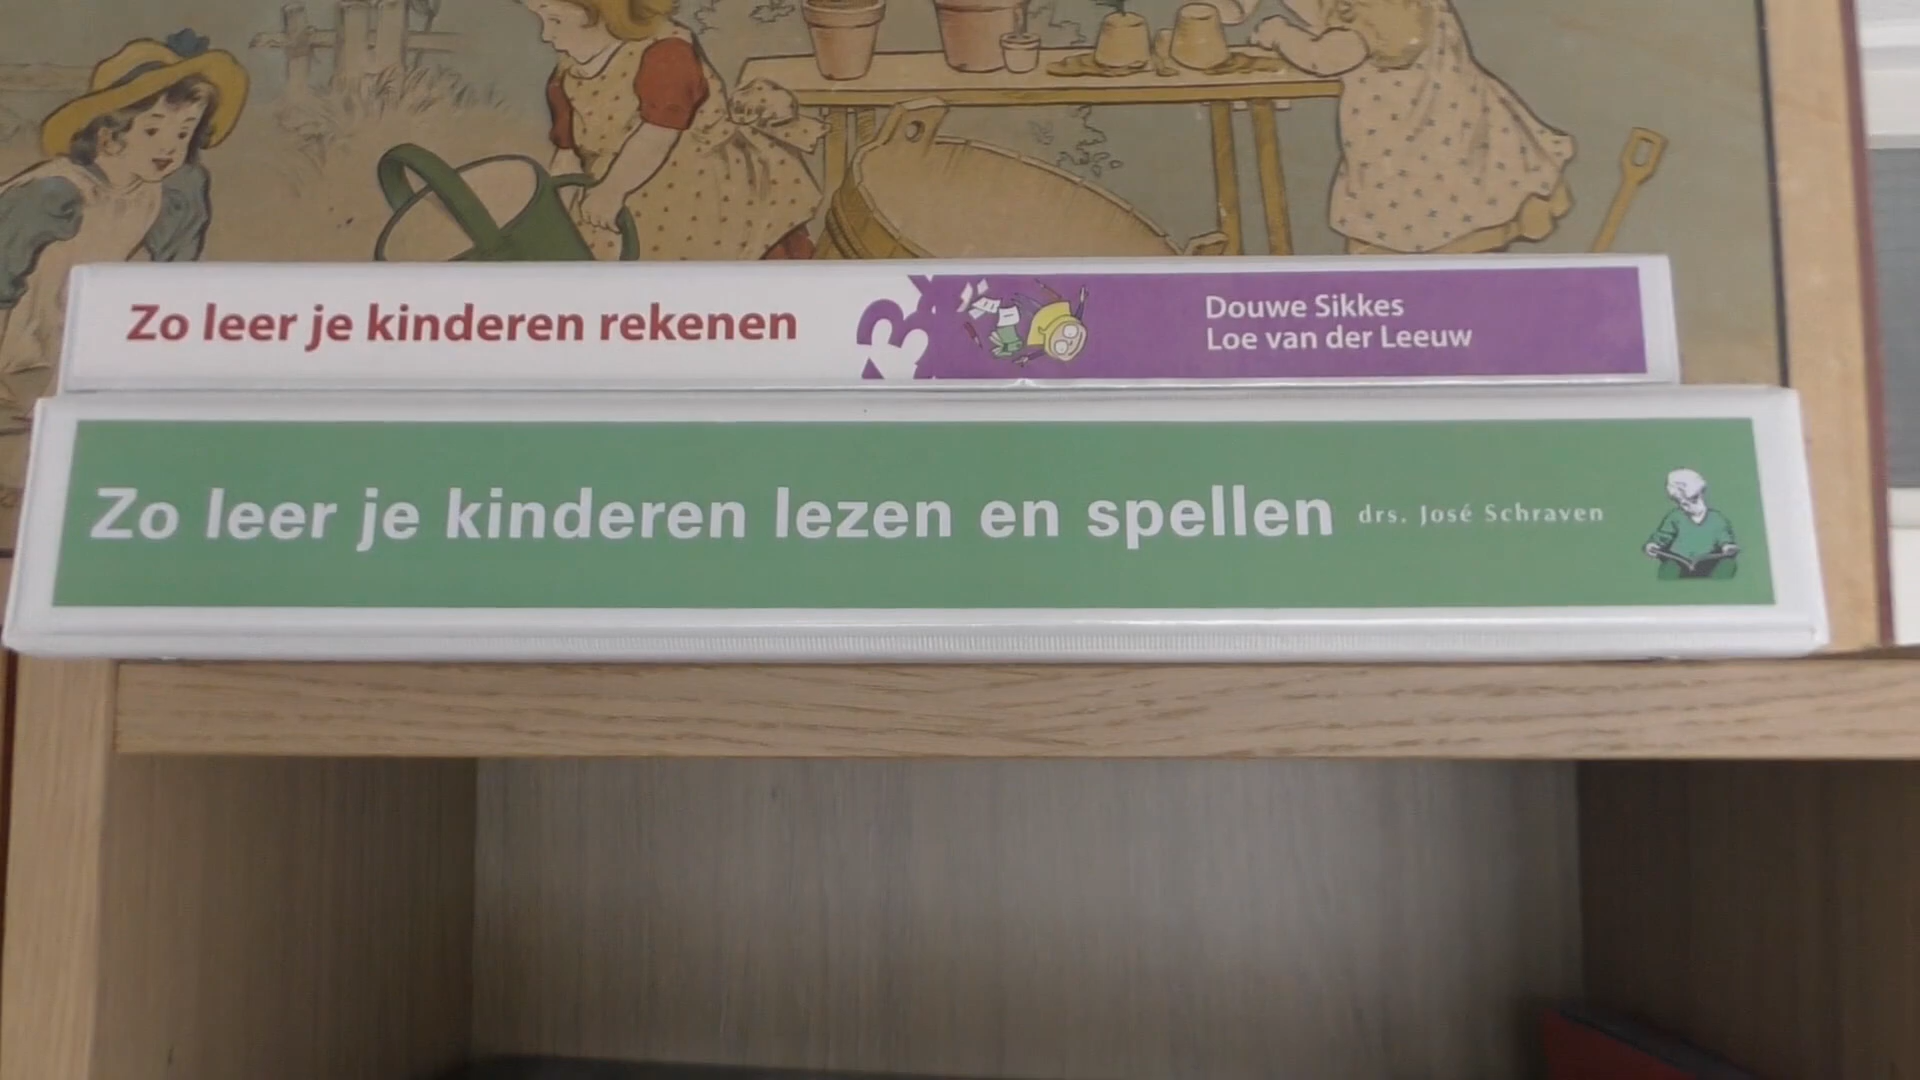 Zo leer je kinderen rekenen
3
Douwe Sikkes
Loe van der Leeuw
Zo leer je kinderen lezen en spellen drs. José Schraven